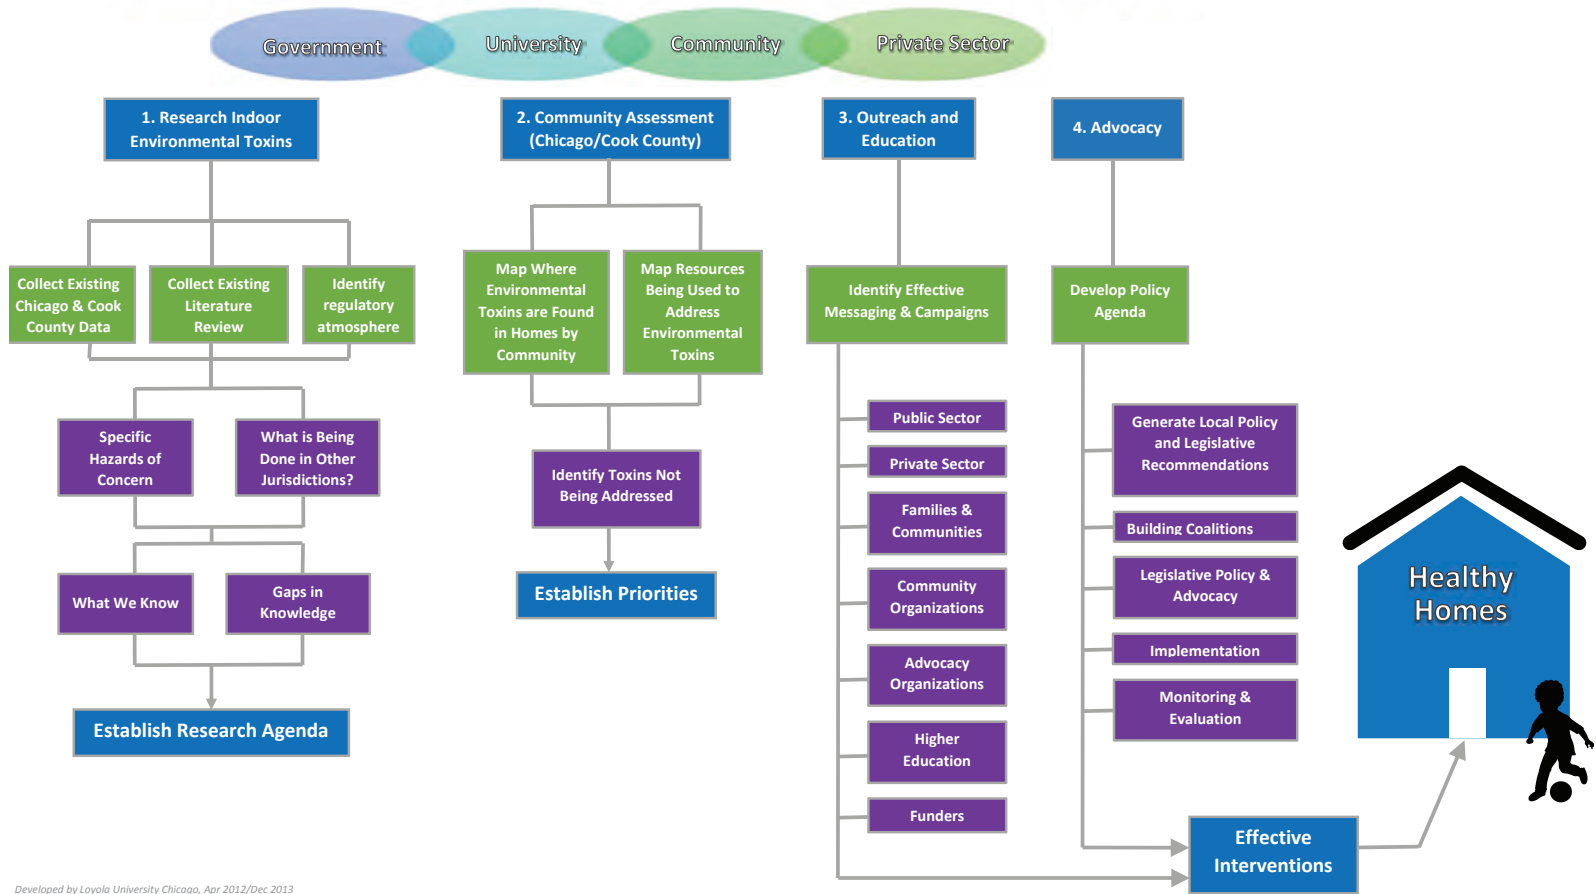 Government
University
Community
Private Sector
1. Research Indoor
Environmental Toxins
2. Community Assessment
(Chicago/Cook County)
3. Outreach and
Education
4. Advocacy
Collect Existing
Chicago & Cook
County Data
Collect Existing
Literature
Review
Identify
regulatory
atmosphere
Map Where
Environmental
Toxins are Found
in Homes by
Community
Map Resources
Being Used to
Address
Environmental
Toxins
Identify Effective
Messaging & Campaigns
Develop Policy
Agenda
Specific
Hazards of
Concern
What is Being
Done in Other
Jurisdictions?
Identify Toxins Not
Being Addressed
What We Know
Gaps in
Knowledge
Establish Priorities
Establish Research Agenda
Public Sector
Private Sector
Families &
Communities
Community
Organizations
Advocacy
Organizations
Higher
Education
Funders
Generate Local Policy
and Legislative
Recommendations
Building Coalitions
Legislative Policy &
Advocacy
Implementation
Monitoring &
Evaluation
Effective
Interventions
Healthy
Homes
Developed by Loyola University Chicago, Apr 2012/Dec 2013